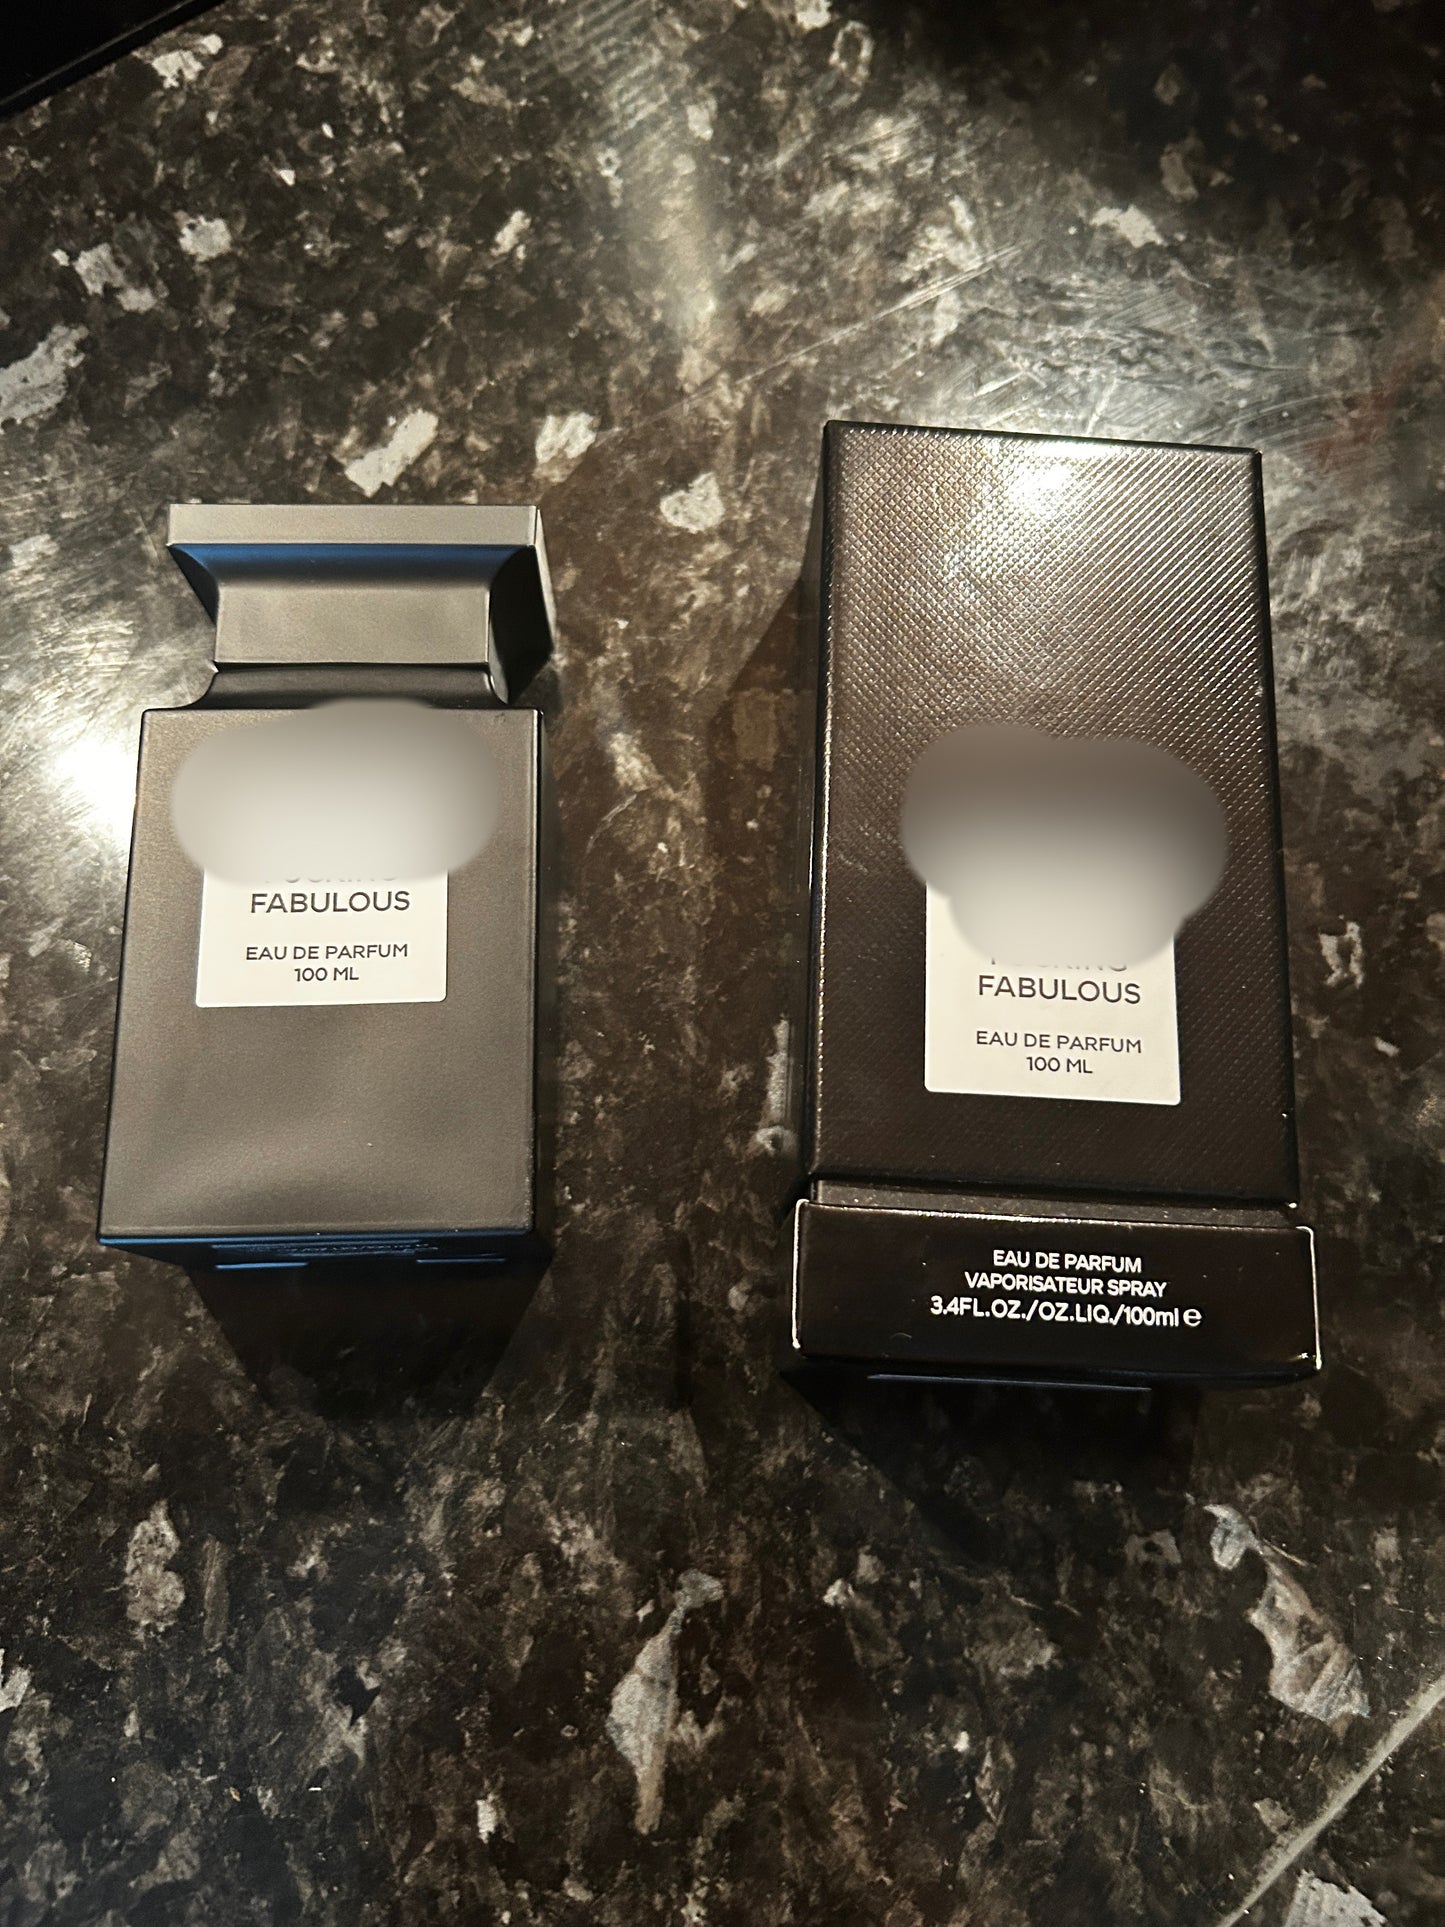 FABULOUS
EAU DE PARFUM
100 ML
FABULOUS
EAU DE PARFUM
100 ML
EAU DE PARFUM
VAPORISATEUR SPRAY
3.4FL.OZ./OZ.LIQ./100ml e